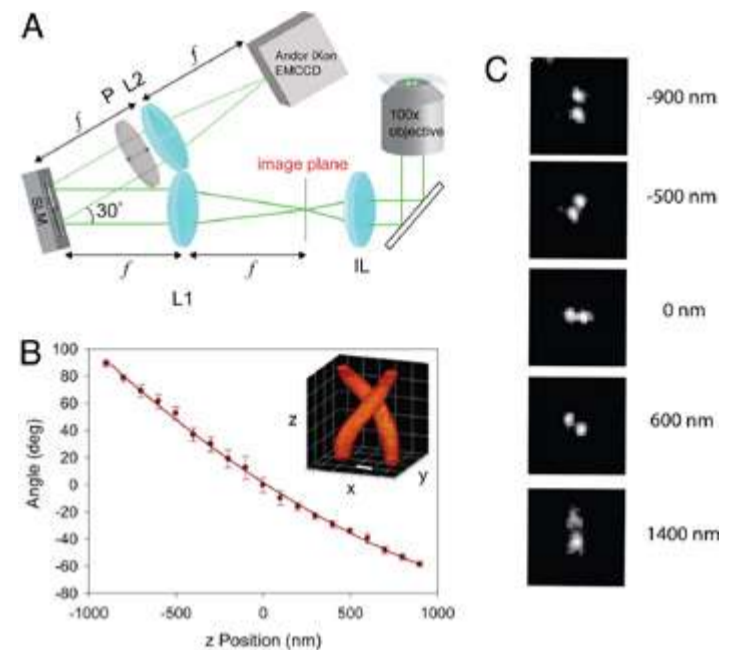 A
f
Andor iXon
EMCCD
P L2
f
100x
objective
image plane
SLM
30°
f
f
IL
L1
B
100
80
60
40
20
0
-20
-40
-60
-80
Angle (deg)
-1000
-500
0
500
1000
z Position (nm)
z
x
y
C
-900 nm
-500 nm
0 nm
600 nm
1400 nm